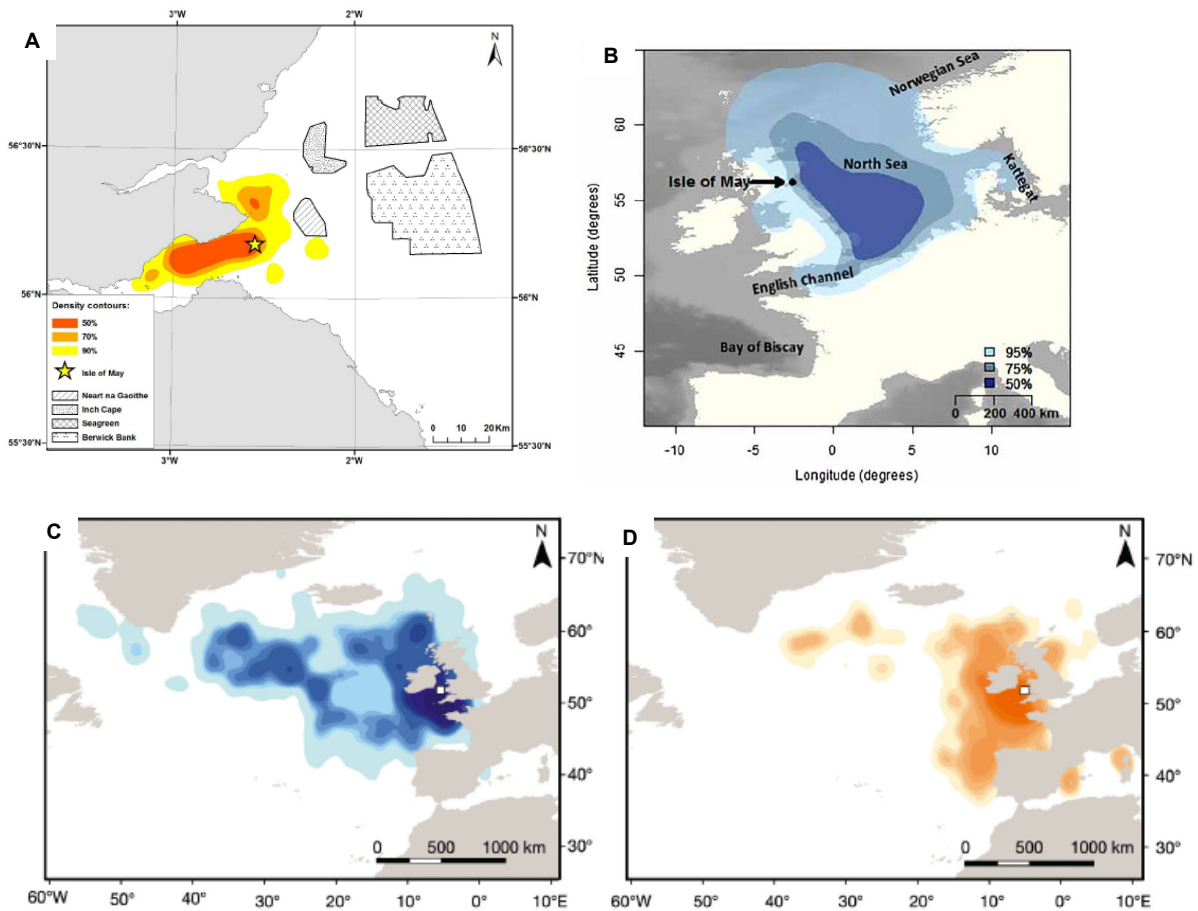 A
3°W
2°W
N
56°30'N
56°30'N
56°N
56°N
55°30'N
55°30'N
Density contours:
50%
70%
90%
Isle of May
Neart na Gaoithe
Inch Cape
Seagreen
Berwick Bank
0 10 20 Km
3°W
2°W
B
Norwegian Sea
North Sea
Kattegat
Isle of May
English Channel
Bay of Biscay
95%
75%
50%
0 200 400 km
Latitude (degrees)
60
55
50
45
-10
-5
0
5
10
Longitude (degrees)
C
N
70°N
60°
50°
40°
30°
0 500 1000 km
60°W
50°
40°
30°
20°
10°
0°
10°E
D
N
70°N
60°
50°
40°
30°
0 500 1000 km
60°W
50°
40°
30°
20°
10°
0°
10°E